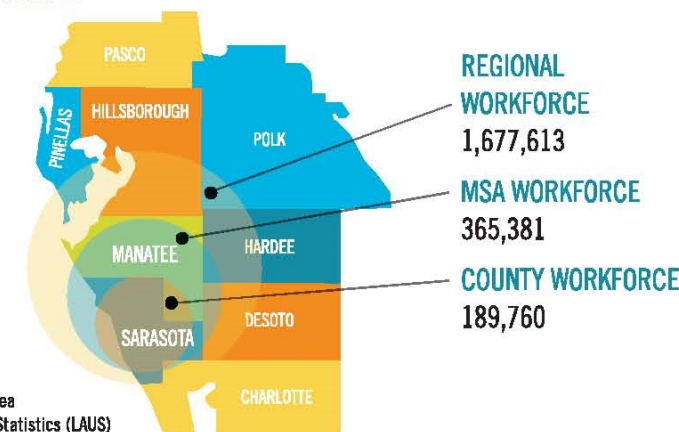 PASCO
HILLSBOROUGH
PINELLAS
POLK
MANATEE
HARDEE
SARASOTA
DESOTO
CHARLOTTE
REGIONAL
WORKFORCE
1,677,613
MSA WORKFORCE
365,381
COUNTY WORKFORCE
189,760
Statistics (LAUS)